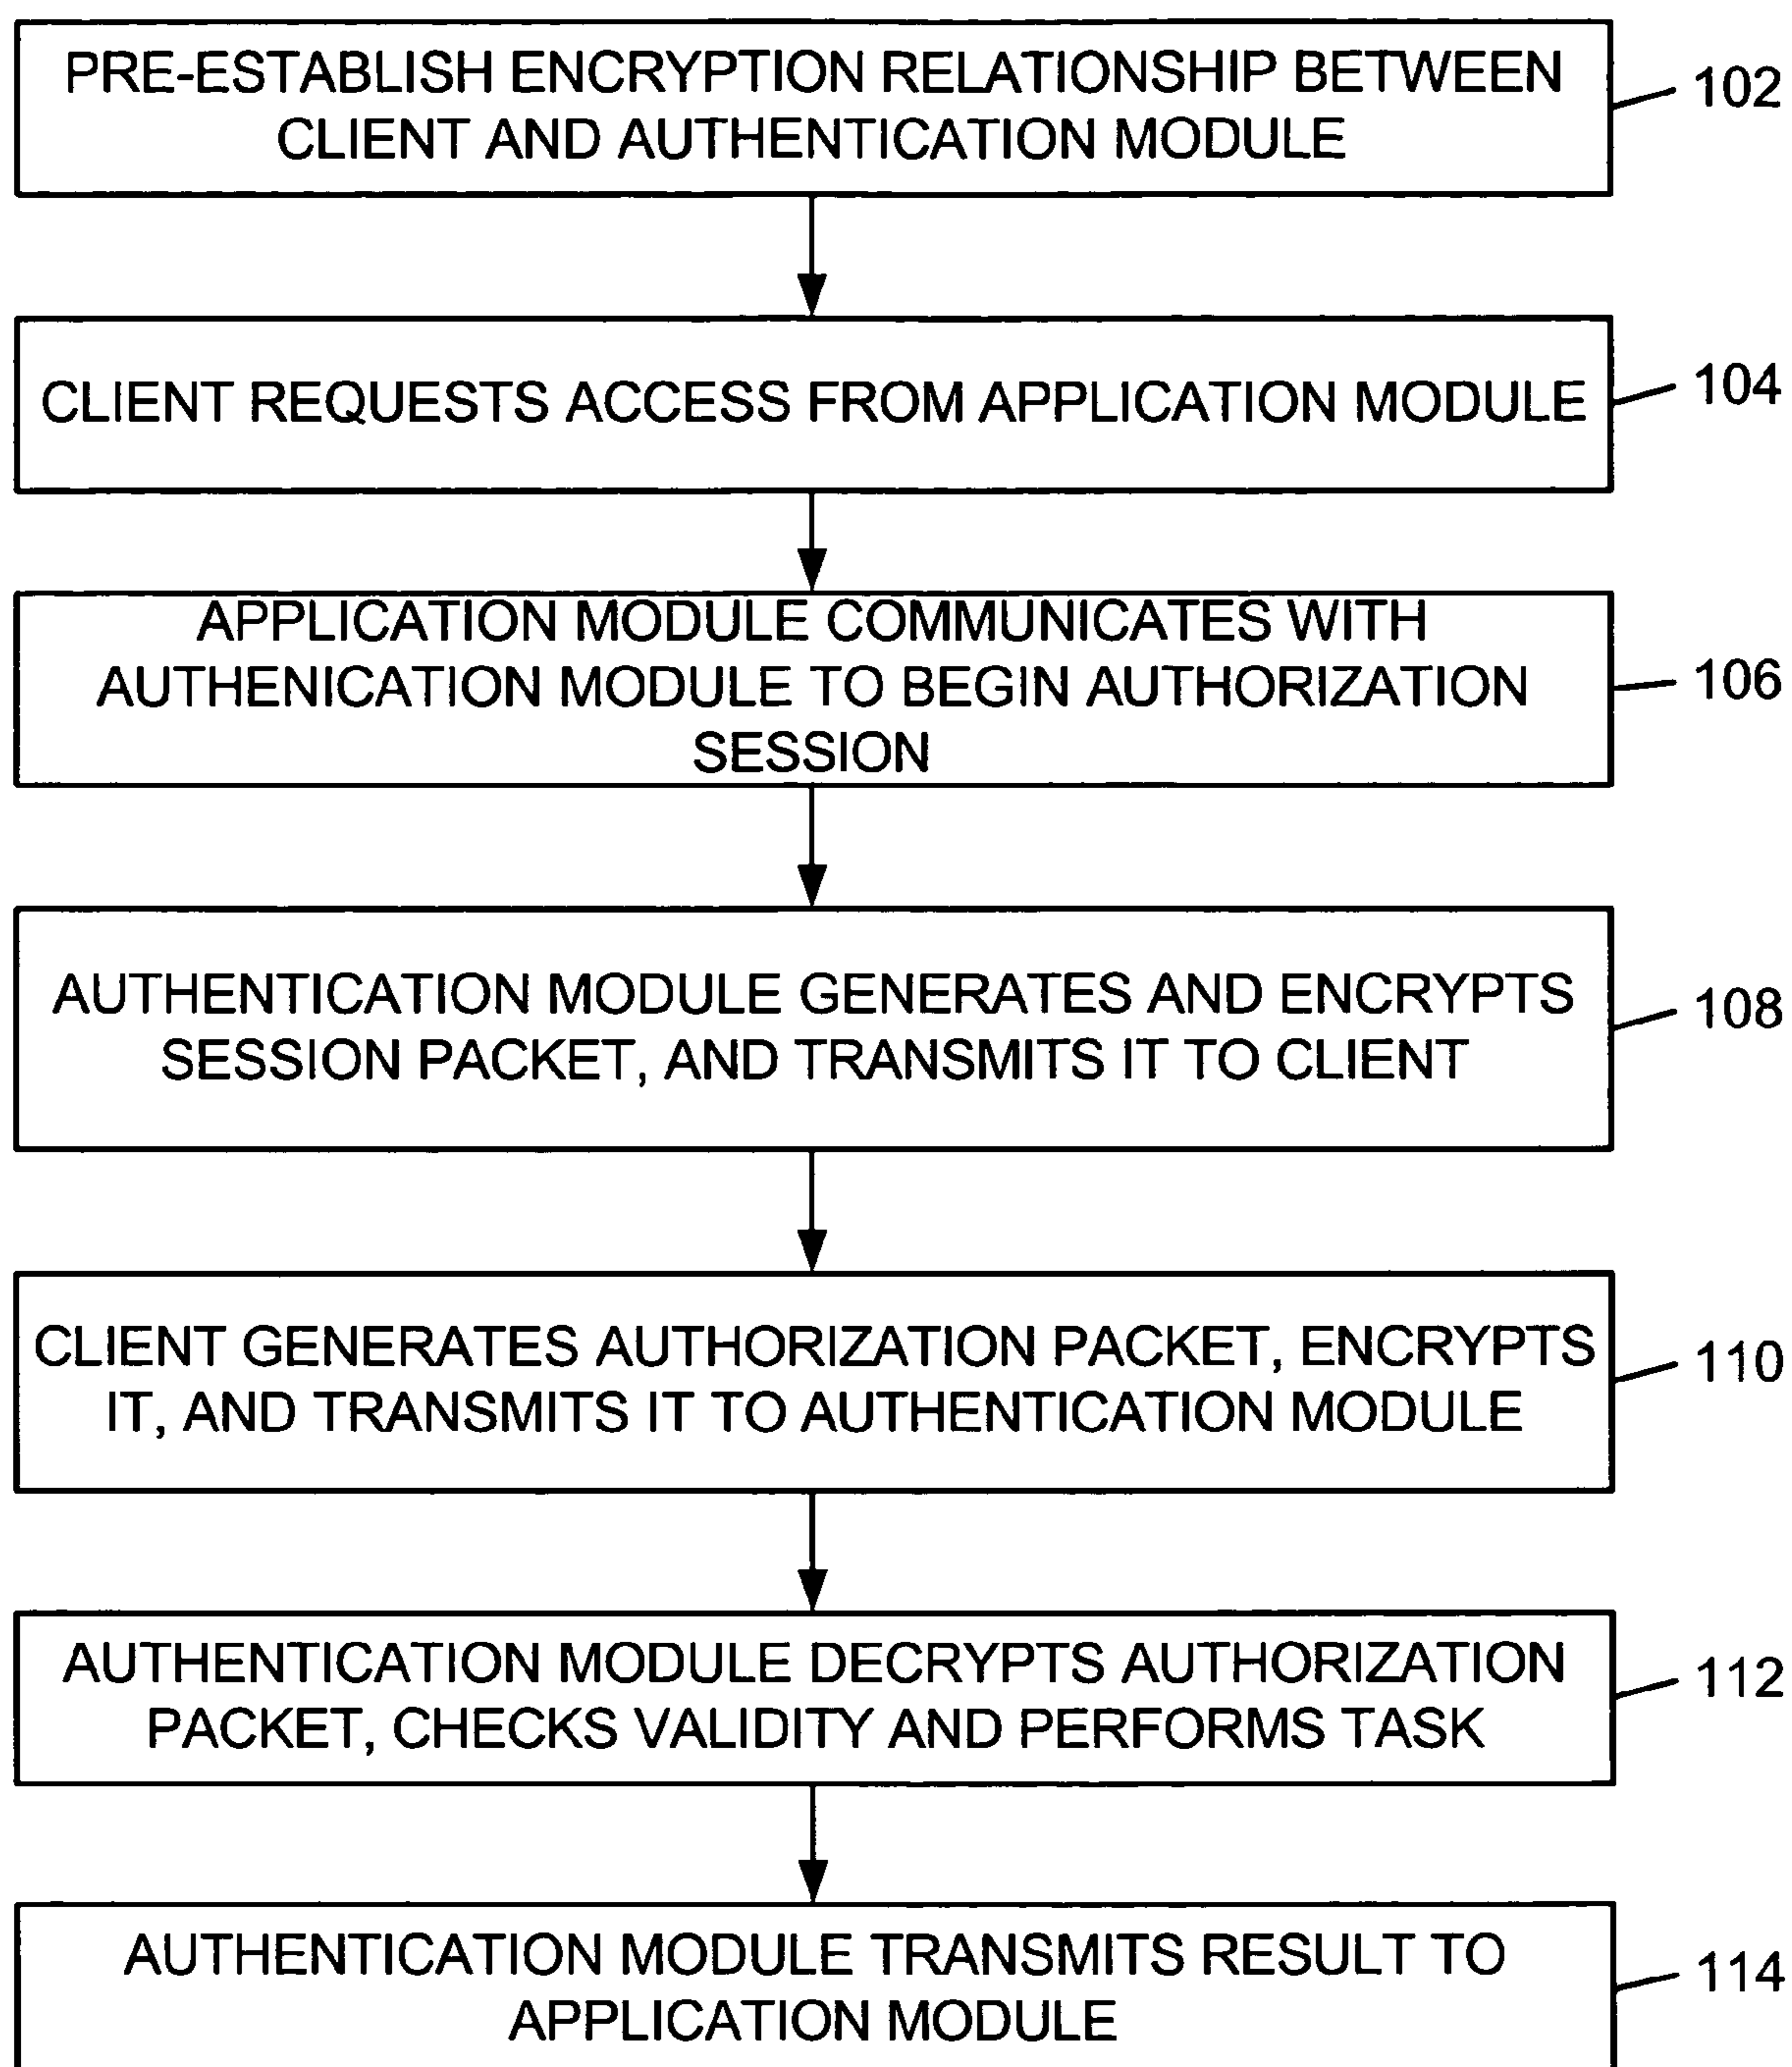 PRE-ESTABLISH ENCRYPTION RELATIONSHIP BETWEEN
CLIENT AND AUTHENTICATION MODULE
102
CLIENT REQUESTS ACCESS FROM APPLICATION MODULE
104
APPLICATION MODULE COMMUNICATES WITH
AUTHENICATION MODULE TO BEGIN AUTHORIZATION
SESSION
106
AUTHENTICATION MODULE GENERATES AND ENCRYPTS
SESSION PACKET, AND TRANSMITS IT TO CLIENT
108
CLIENT GENERATES AUTHORIZATION PACKET, ENCRYPTS
IT, AND TRANSMITS IT TO AUTHENTICATION MODULE
110
AUTHENTICATION MODULE DECRYPTS AUTHORIZATION
PACKET, CHECKS VALIDITY AND PERFORMS TASK
112
AUTHENTICATION MODULE TRANSMITS RESULT TO
APPLICATION MODULE
114